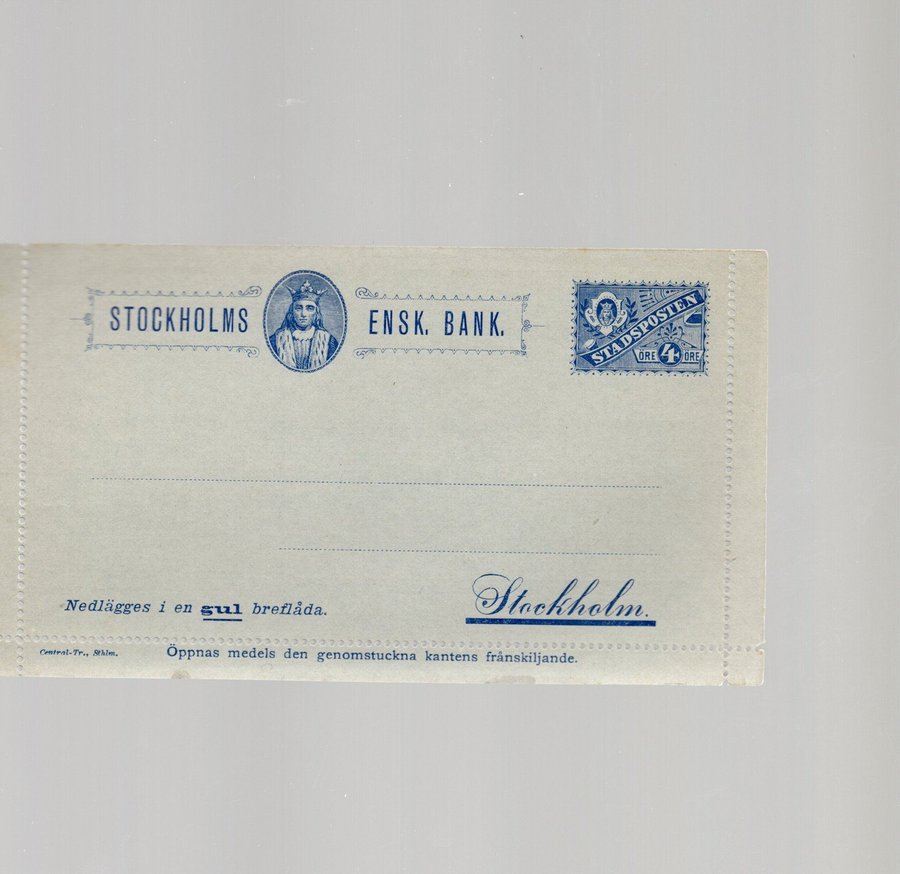 STOCKHOLMS ENSK. BANK.
STADSPOSTEN
ÖRE 4 ÖRE
Nedlägges i en gul breflåda.
Stockholm.
Central-Tr., Sthlm.
Öppnas medels den genomstuckna kantens frånskiljande.